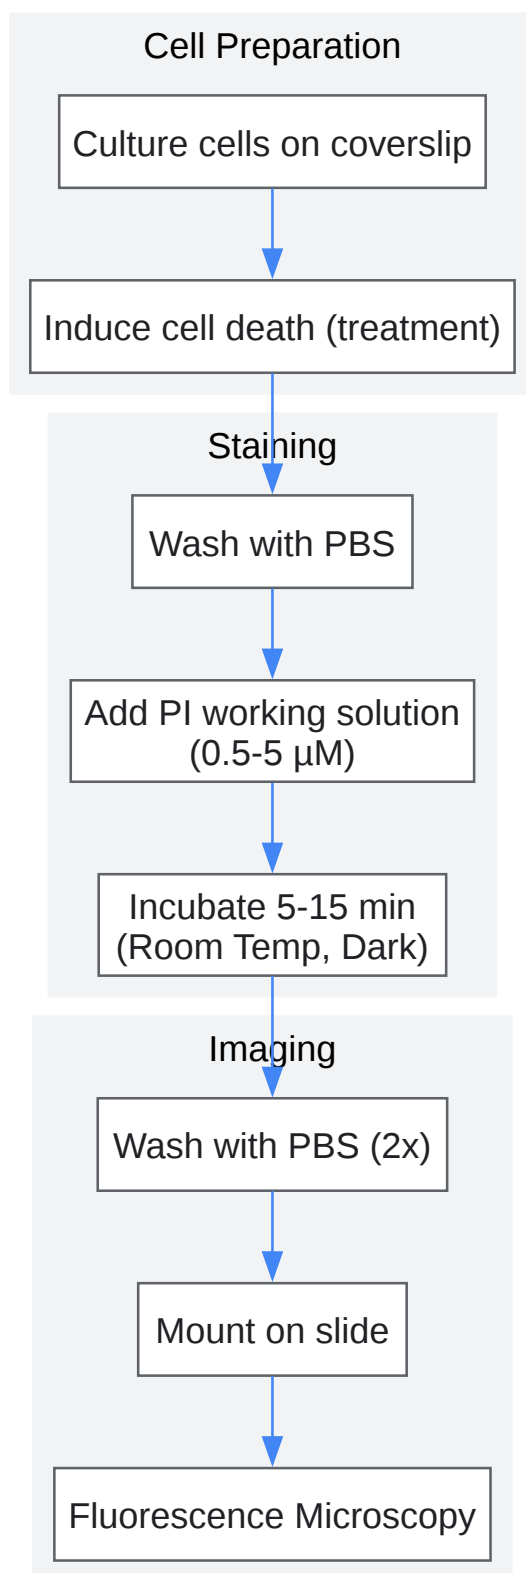 Cell Preparation
Culture cells on coverslip
Induce cell death (treatment)
Staining
Wash with PBS
Add PI working solution
(0.5-5 µM)
Incubate 5-15 min
(Room Temp, Dark)
Imaging
Wash with PBS (2x)
Mount on slide
Fluorescence Microscopy